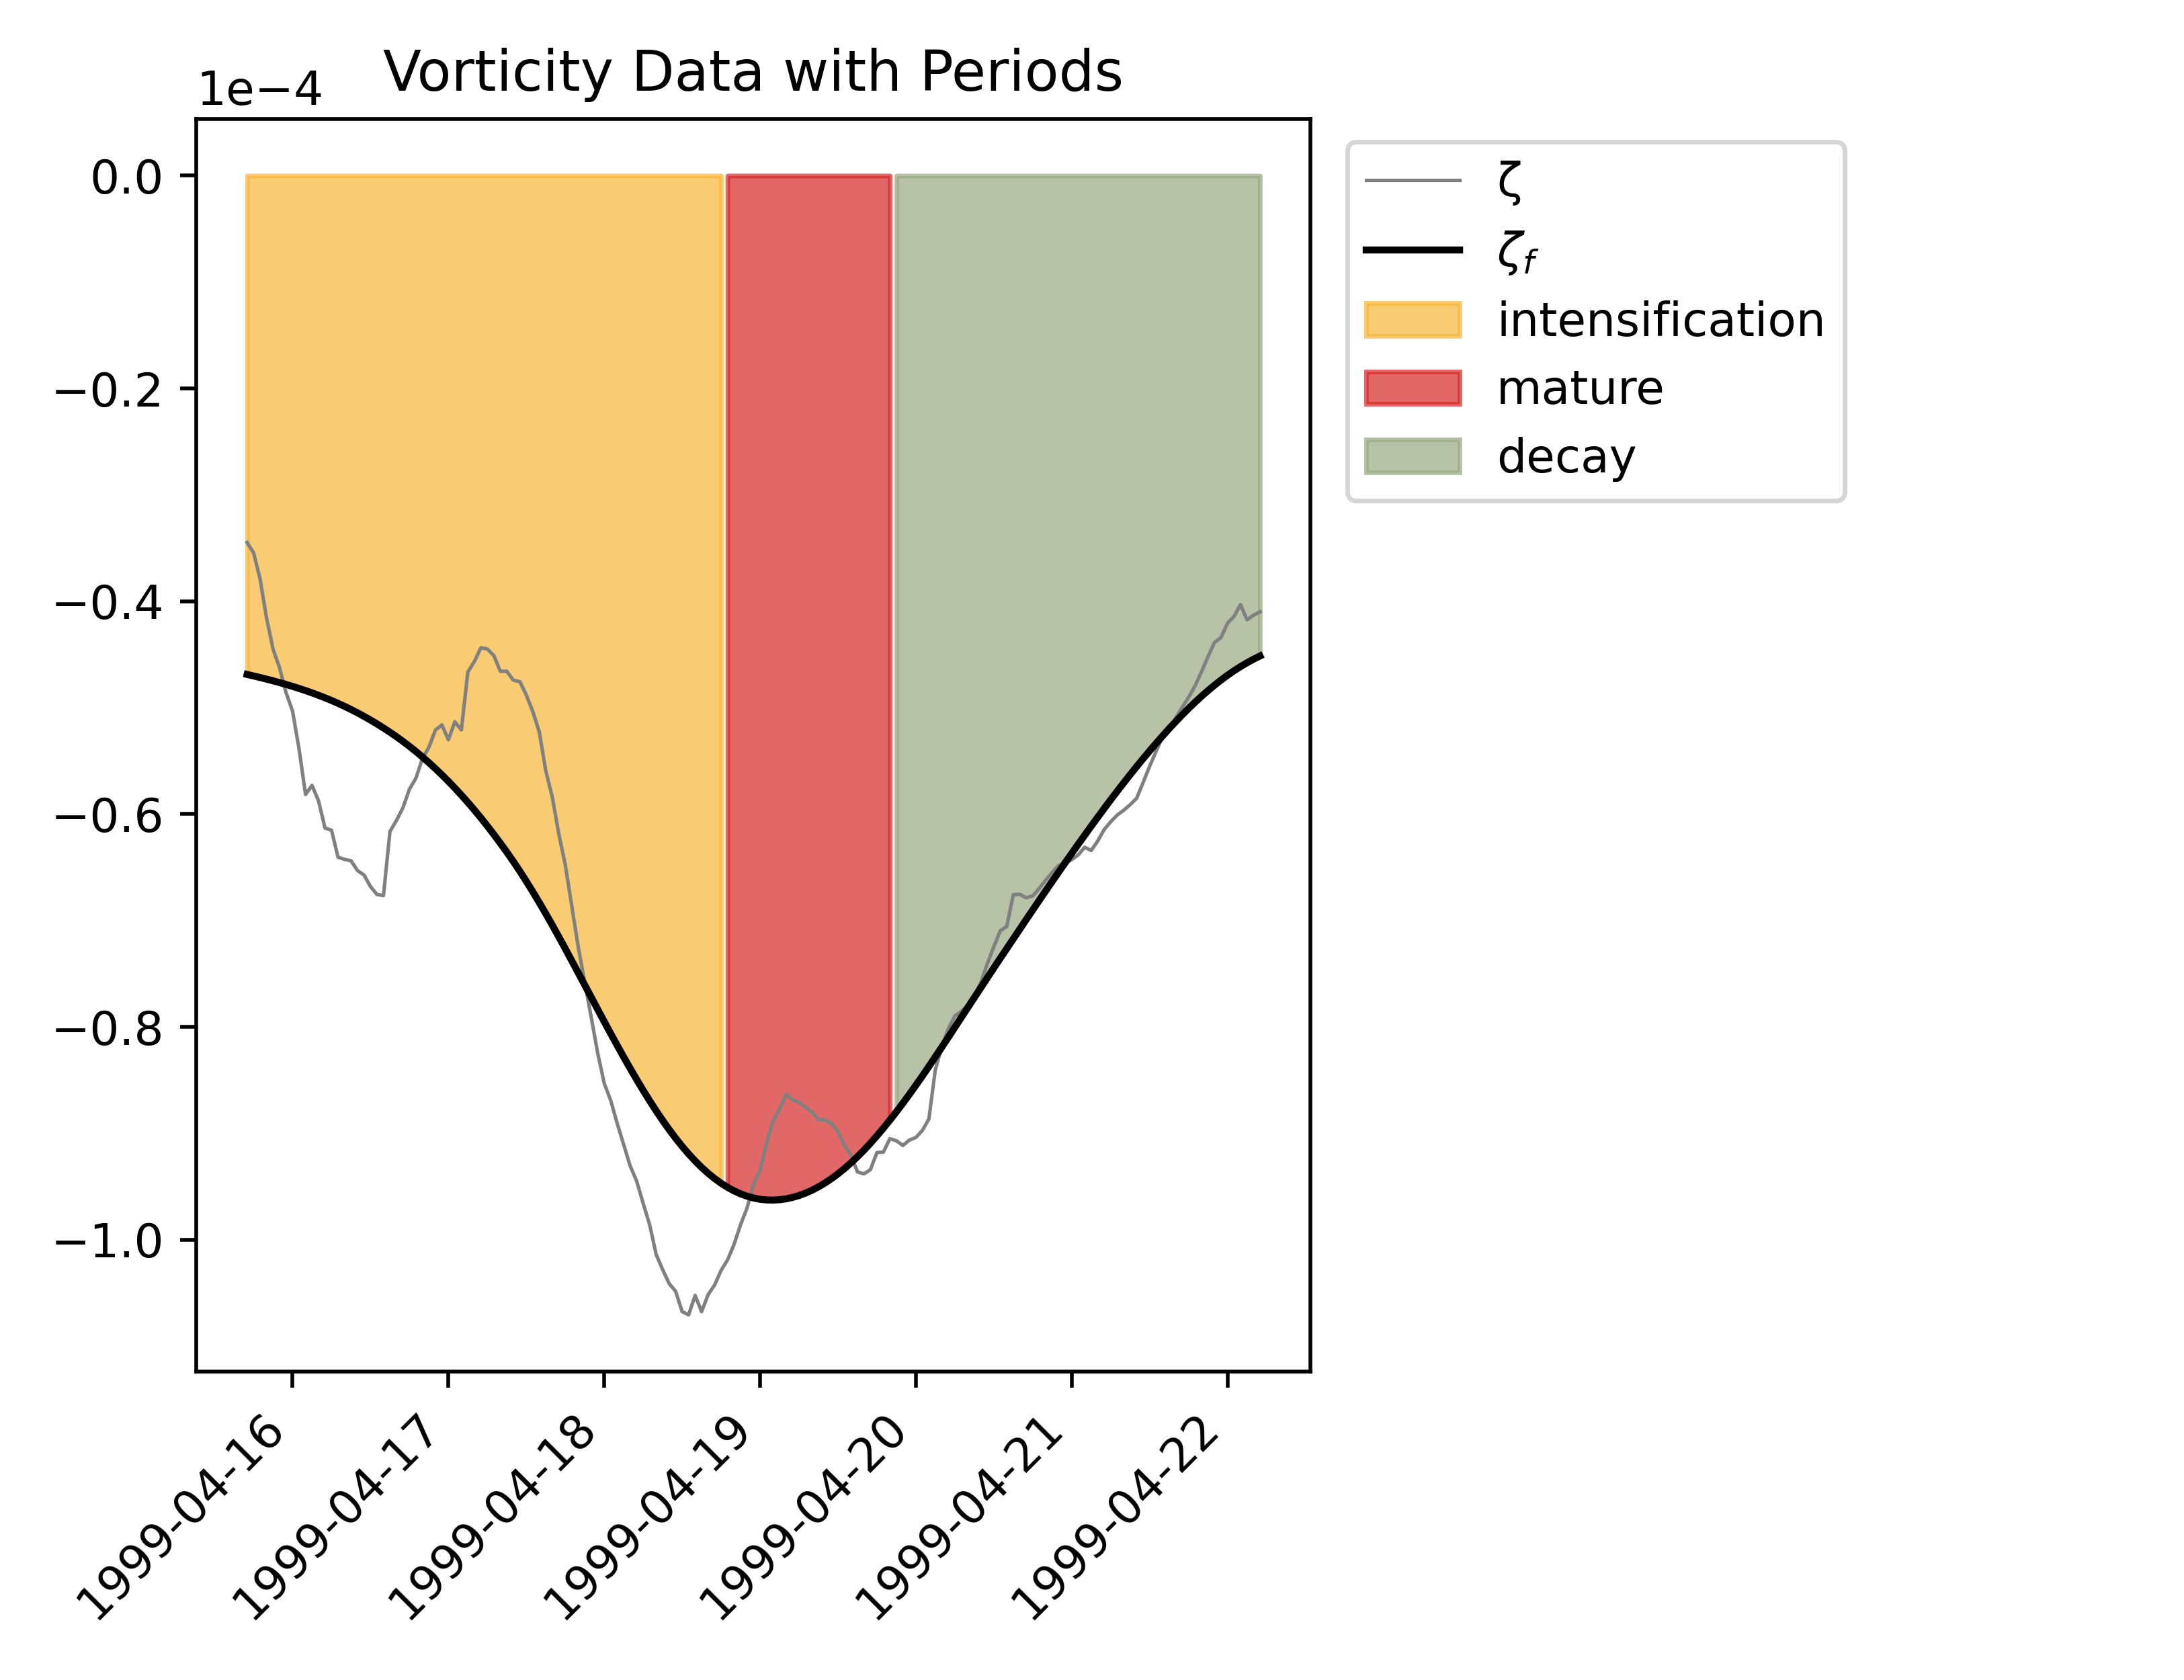 Vorticity Data with Periods
1e−4
0.0
−0.2
−0.4
−0.6
−0.8
−1.0
1999-04-16
1999-04-17
1999-04-18
1999-04-19
1999-04-20
1999-04-21
1999-04-22
ζ
ζf
intensification
mature
decay